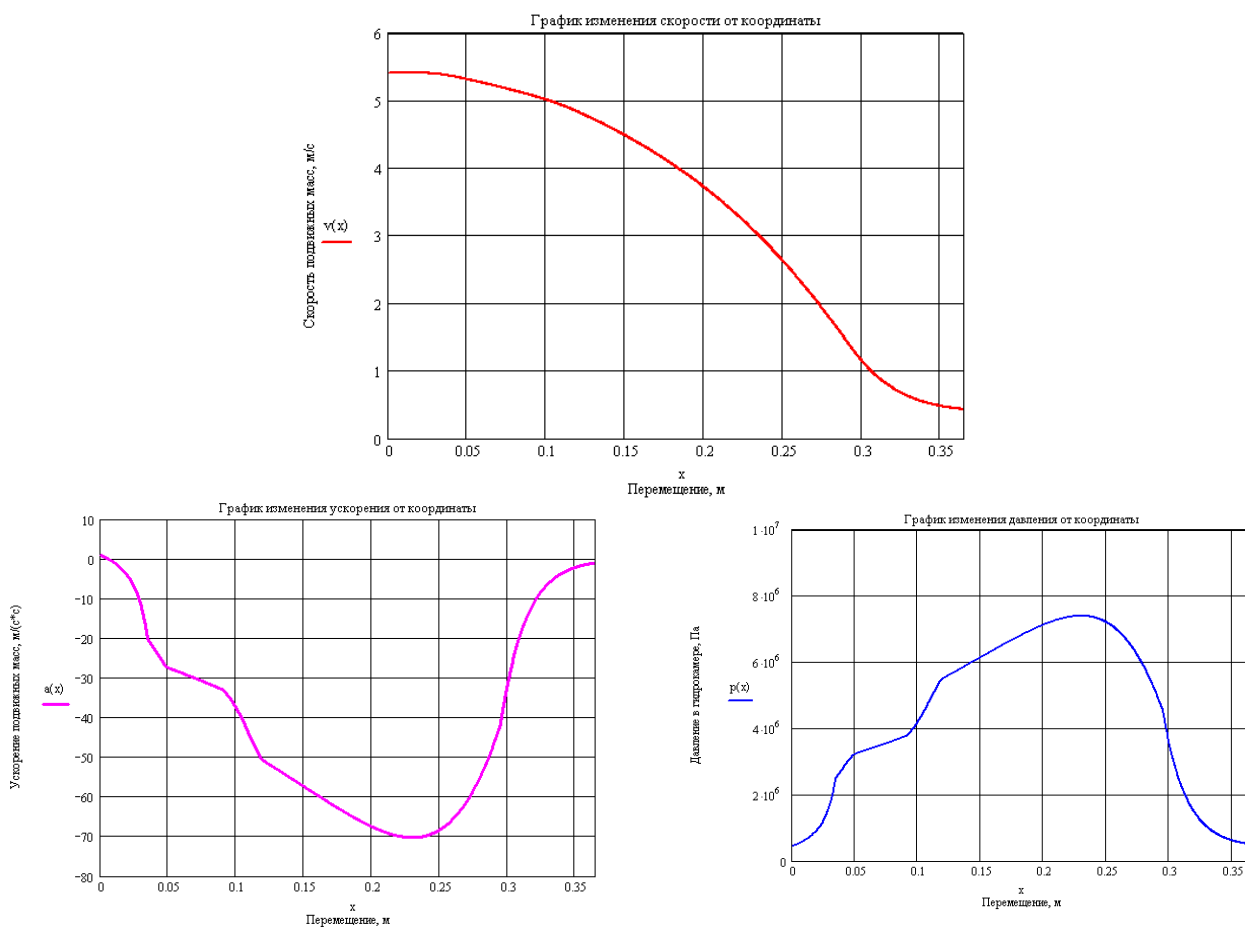 График изменения скорости от координаты
6
5
4
3
2
1
0
Скорость подвижных масс, м/с
v(x)
0 0.05 0.1 0.15 0.2 0.25 0.3 0.35
x
Перемещение, м
График изменения ускорения от координаты
10
0
−10
−20
−30
−40
−50
−60
−70
−80
Ускорение подвижных масс, м/(с*с)
a(x)
0 0.05 0.1 0.15 0.2 0.25 0.3 0.35
x
Перемещение, м
График изменения давления от координаты
1·10⁷
8·10⁶
6·10⁶
4·10⁶
2·10⁶
0
Давление в гидрокамере, Па
p(x)
0 0.05 0.1 0.15 0.2 0.25 0.3 0.35
x
Перемещение, м